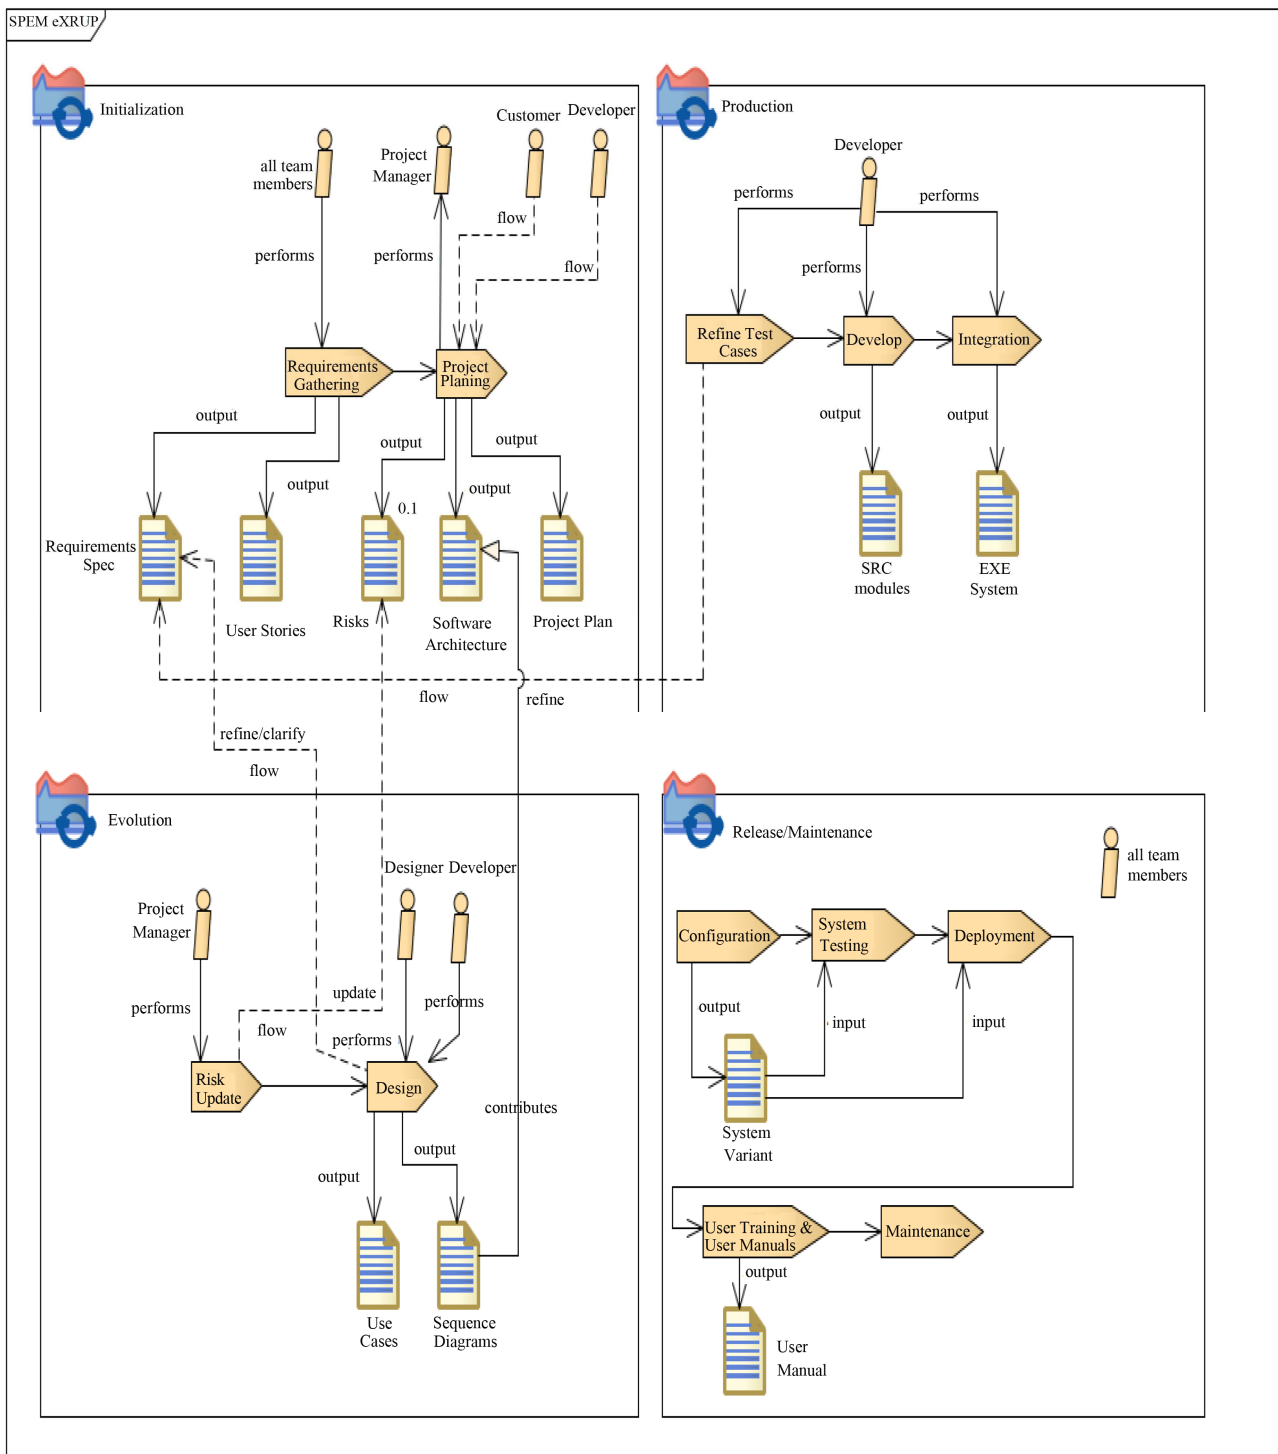 SPEM eXRUP
Initialization
all team
members
Project
Manager
Customer
Developer
performs
performs
flow
flow
Requirements
Gathering
Project
Planing
output
output
output
output
output
0.1
Requirements
Spec
User Stories
Risks
Software
Architecture
Project Plan
Production
Developer
performs
performs
performs
Refine Test
Cases
Develop
Integration
output
output
SRC
modules
EXE
System
flow
refine
refine/clarify
flow
Evolution
Project
Manager
Designer
Developer
performs
update
flow
performs
performs
Risk
Update
Design
contributes
output
output
Use
Cases
Sequence
Diagrams
Release/Maintenance
all team
members
Configuration
System
Testing
Deployment
output
input
input
System
Variant
User Training &
User Manuals
Maintenance
output
User
Manual